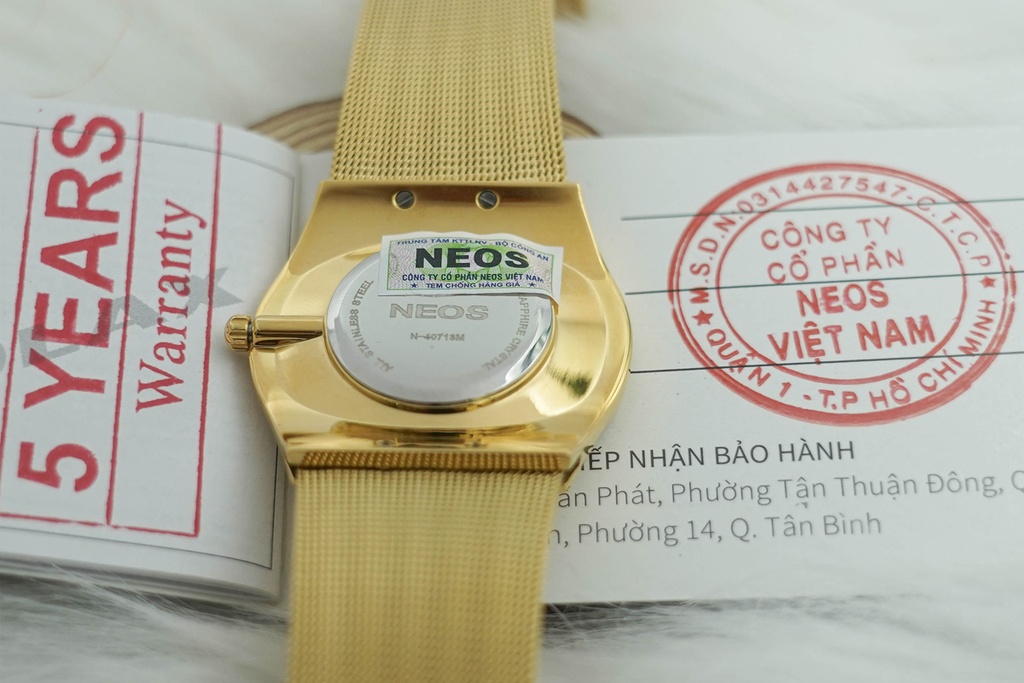 5 YEARS
Warranty
TRUNG TÂM KTTLNV - BỘ CÔNG AN
NEOS
CÔNG TY CỔ PHẦN NEOS VIỆT NAM
★ TEM CHỐNG HÀNG GIẢ ★
ALL STAINLESS STEEL
NEOS
N-40713M
SAPPHIRE CRYSTAL
M.S.D.N.0314427547-C.T.C.P
CÔNG TY
CỔ PHẦN
NEOS
VIỆT NAM
★ QUẬN 1 - T.P HỒ CHÍ MINH ★
IẾP NHẬN BẢO HÀNH
an Phát, Phường Tận Thuận Đông, Q
n, Phường 14, Q. Tân Bình